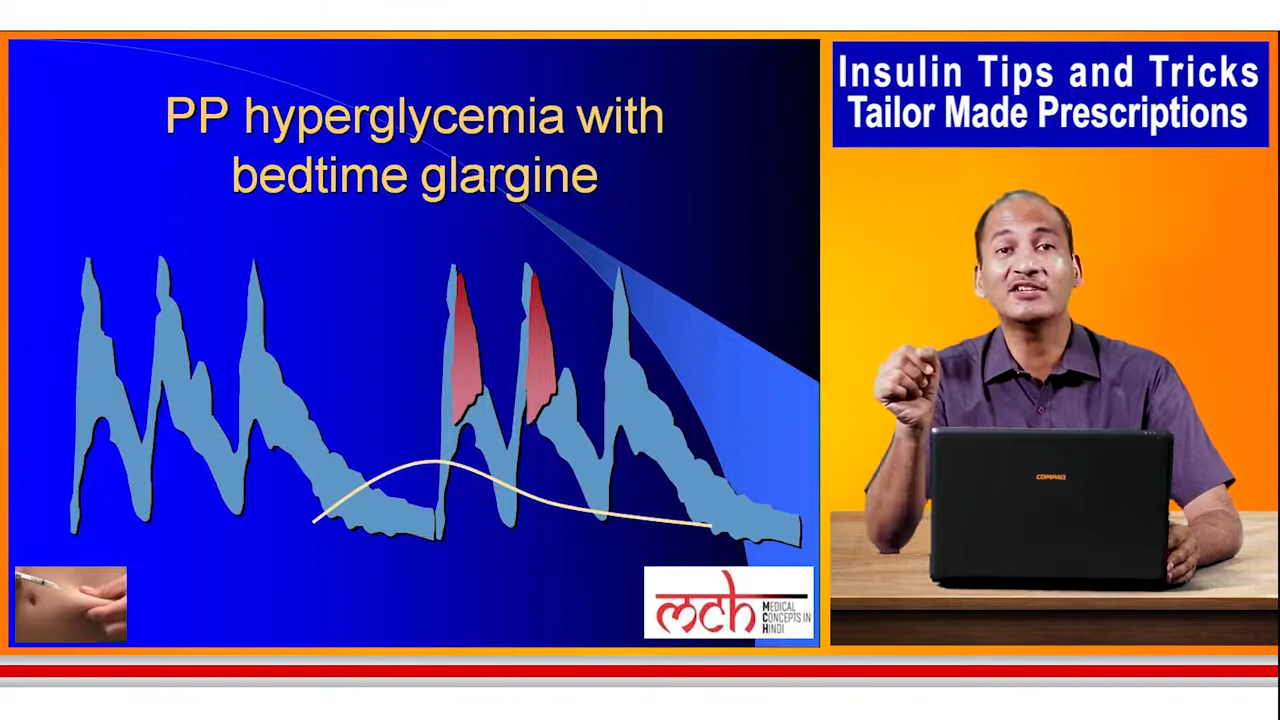 PP hyperglycemia with
bedtime glargine
Insulin Tips and Tricks
Tailor Made Prescriptions
COMPAQ
mch
MEDICAL
CONCEPTS IN
HINDI